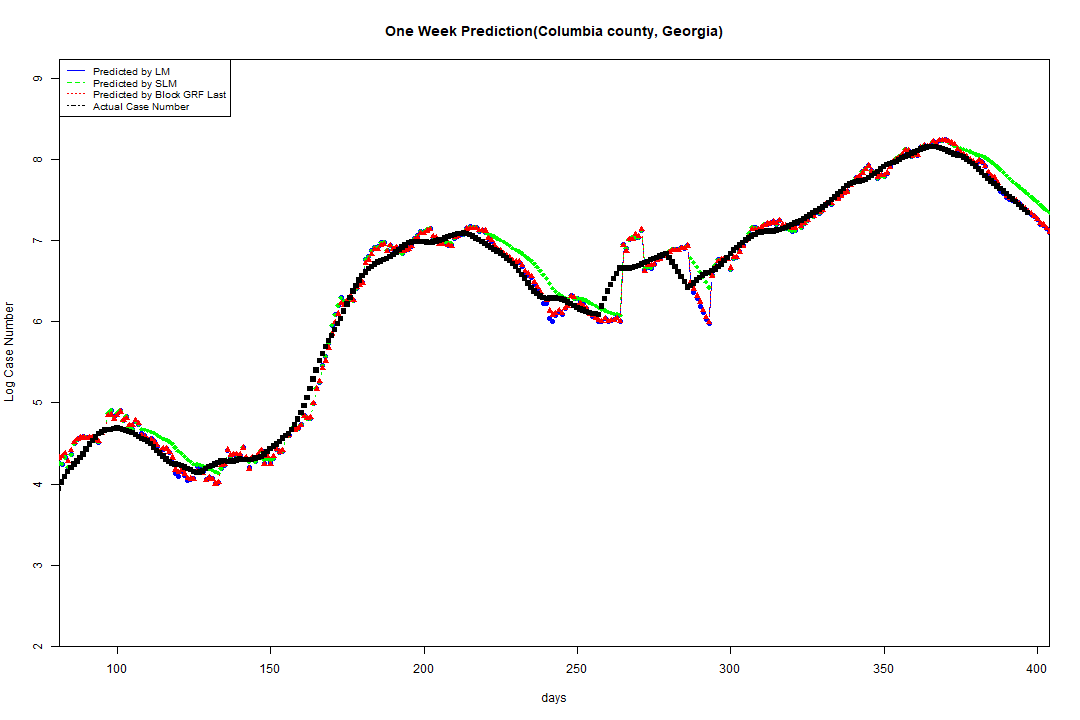 One Week Prediction(Columbia county, Georgia)
Predicted by LM
Predicted by SLM
Predicted by Block GRF Last
Actual Case Number
9
8
7
6
5
4
3
2
Log Case Number
100 150 200 250 300 350 400
days